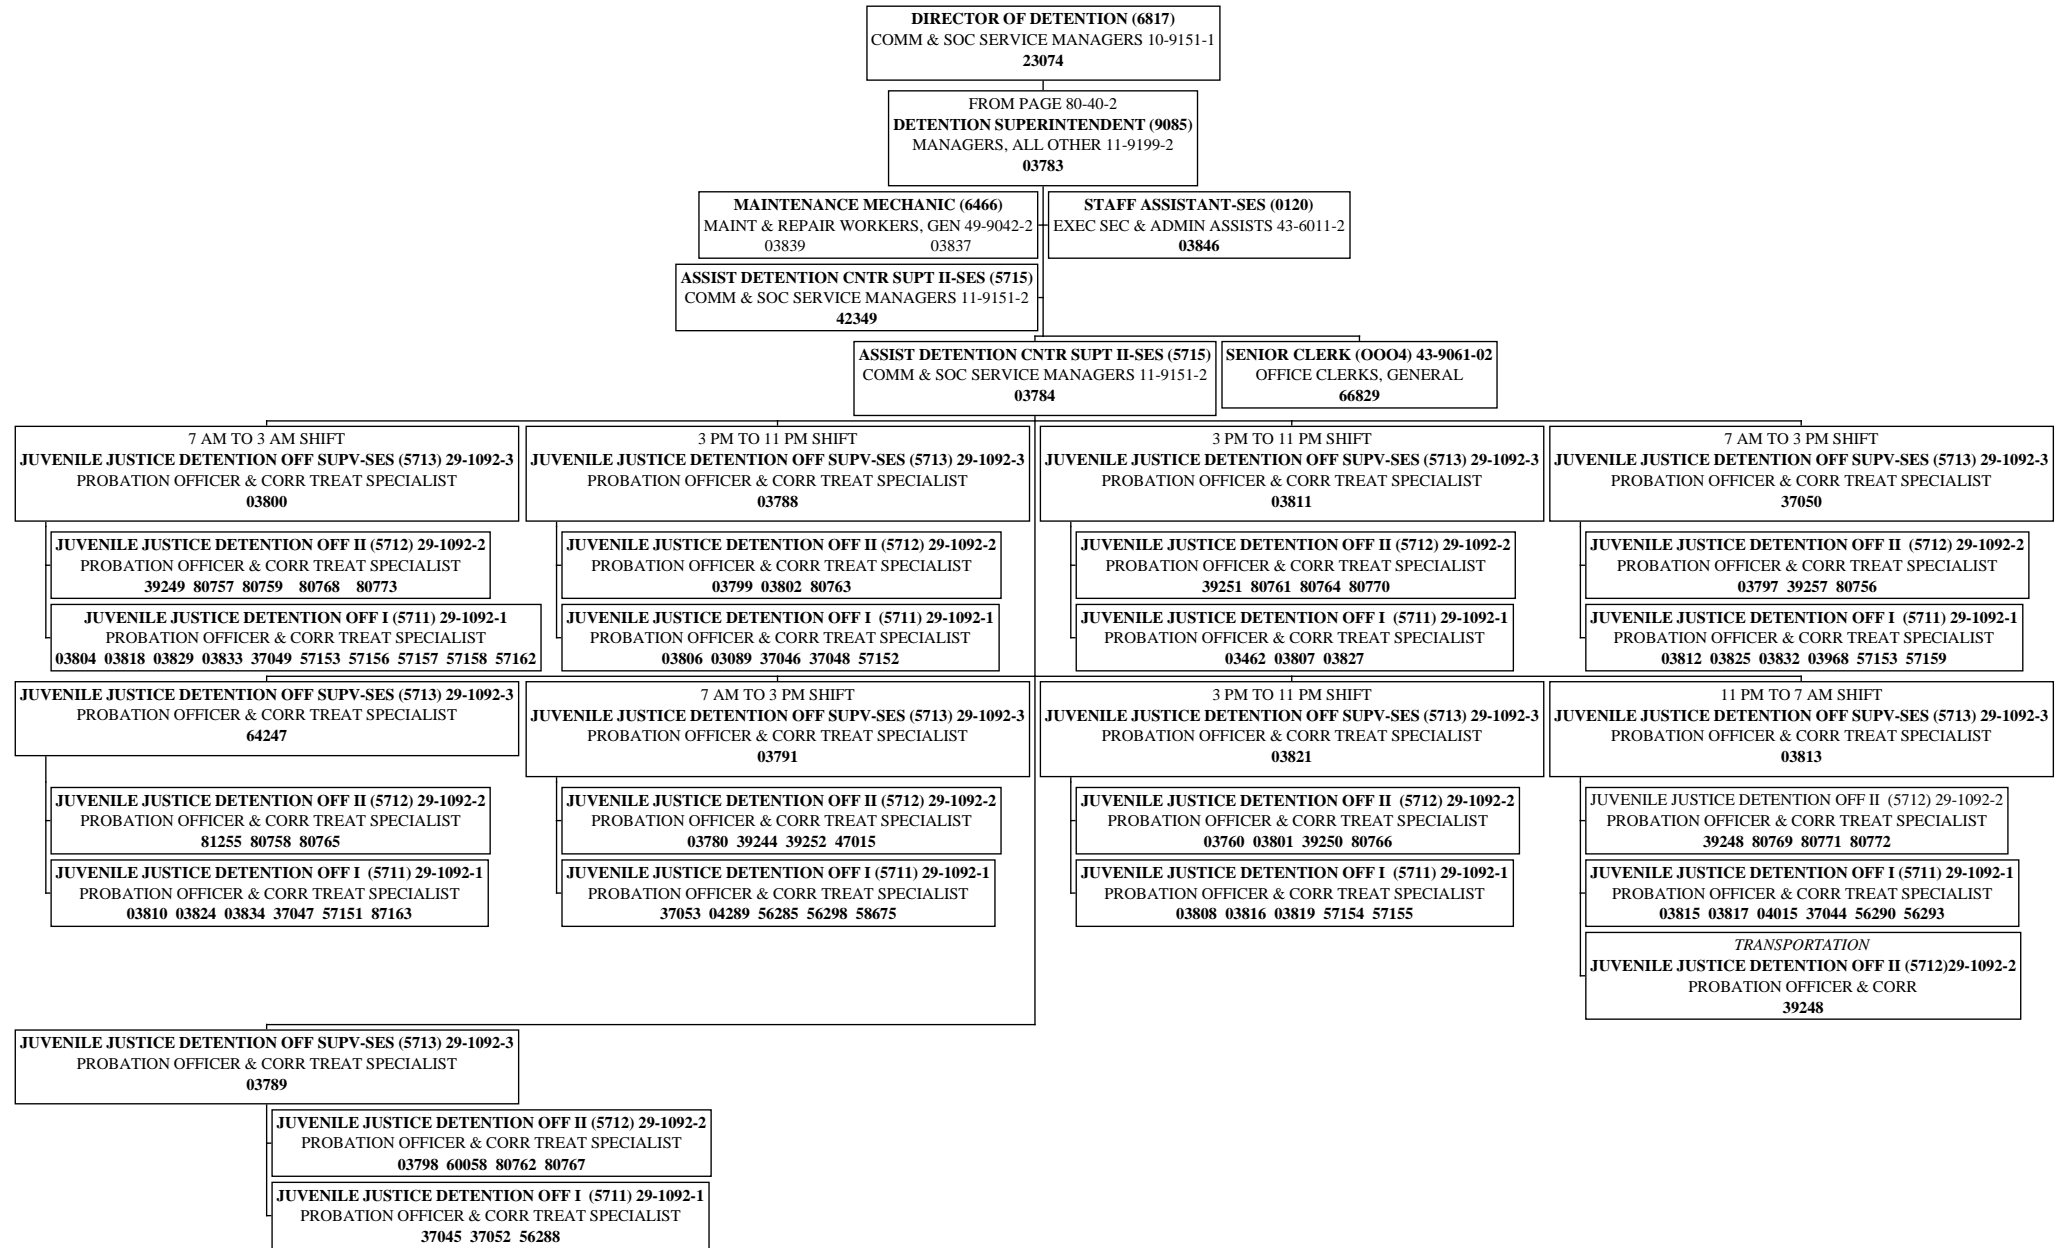 DIRECTOR OF DETENTION (6817)
COMM & SOC SERVICE MANAGERS 10-9151-1
23074
FROM PAGE 80-40-2
DETENTION SUPERINTENDENT (9085)
MANAGERS, ALL OTHER 11-9199-2
03783
MAINTENANCE MECHANIC (6466)
MAINT & REPAIR WORKERS, GEN 49-9042-2
03839 03837
STAFF ASSISTANT-SES (0120)
EXEC SEC & ADMIN ASSISTS 43-6011-2
03846
ASSIST DETENTION CNTR SUPT II-SES (5715)
COMM & SOC SERVICE MANAGERS 11-9151-2
42349
ASSIST DETENTION CNTR SUPT II-SES (5715)
COMM & SOC SERVICE MANAGERS 11-9151-2
03784
SENIOR CLERK (OOO4) 43-9061-02
OFFICE CLERKS, GENERAL
66829
7 AM TO 3 AM SHIFT
JUVENILE JUSTICE DETENTION OFF SUPV-SES (5713) 29-1092-3
PROBATION OFFICER & CORR TREAT SPECIALIST
03800
JUVENILE JUSTICE DETENTION OFF II (5712) 29-1092-2
PROBATION OFFICER & CORR TREAT SPECIALIST
39249 80757 80759 80768 80773
JUVENILE JUSTICE DETENTION OFF I (5711) 29-1092-1
PROBATION OFFICER & CORR TREAT SPECIALIST
03804 03818 03829 03833 37049 57153 57156 57157 57158 57162
3 PM TO 11 PM SHIFT
JUVENILE JUSTICE DETENTION OFF SUPV-SES (5713) 29-1092-3
PROBATION OFFICER & CORR TREAT SPECIALIST
03788
JUVENILE JUSTICE DETENTION OFF II (5712) 29-1092-2
PROBATION OFFICER & CORR TREAT SPECIALIST
03799 03802 80763
JUVENILE JUSTICE DETENTION OFF I (5711) 29-1092-1
PROBATION OFFICER & CORR TREAT SPECIALIST
03806 03089 37046 37048 57152
3 PM TO 11 PM SHIFT
JUVENILE JUSTICE DETENTION OFF SUPV-SES (5713) 29-1092-3
PROBATION OFFICER & CORR TREAT SPECIALIST
03811
JUVENILE JUSTICE DETENTION OFF II (5712) 29-1092-2
PROBATION OFFICER & CORR TREAT SPECIALIST
39251 80761 80764 80770
JUVENILE JUSTICE DETENTION OFF I (5711) 29-1092-1
PROBATION OFFICER & CORR TREAT SPECIALIST
03462 03807 03827
7 AM TO 3 PM SHIFT
JUVENILE JUSTICE DETENTION OFF SUPV-SES (5713) 29-1092-3
PROBATION OFFICER & CORR TREAT SPECIALIST
37050
JUVENILE JUSTICE DETENTION OFF II (5712) 29-1092-2
PROBATION OFFICER & CORR TREAT SPECIALIST
03797 39257 80756
JUVENILE JUSTICE DETENTION OFF I (5711) 29-1092-1
PROBATION OFFICER & CORR TREAT SPECIALIST
03812 03825 03832 03968 57153 57159
JUVENILE JUSTICE DETENTION OFF SUPV-SES (5713) 29-1092-3
PROBATION OFFICER & CORR TREAT SPECIALIST
64247
JUVENILE JUSTICE DETENTION OFF II (5712) 29-1092-2
PROBATION OFFICER & CORR TREAT SPECIALIST
81255 80758 80765
JUVENILE JUSTICE DETENTION OFF I (5711) 29-1092-1
PROBATION OFFICER & CORR TREAT SPECIALIST
03810 03824 03834 37047 57151 87163
7 AM TO 3 PM SHIFT
JUVENILE JUSTICE DETENTION OFF SUPV-SES (5713) 29-1092-3
PROBATION OFFICER & CORR TREAT SPECIALIST
03791
JUVENILE JUSTICE DETENTION OFF II (5712) 29-1092-2
PROBATION OFFICER & CORR TREAT SPECIALIST
03780 39244 39252 47015
JUVENILE JUSTICE DETENTION OFF I (5711) 29-1092-1
PROBATION OFFICER & CORR TREAT SPECIALIST
37053 04289 56285 56298 58675
3 PM TO 11 PM SHIFT
JUVENILE JUSTICE DETENTION OFF SUPV-SES (5713) 29-1092-3
PROBATION OFFICER & CORR TREAT SPECIALIST
03821
JUVENILE JUSTICE DETENTION OFF II (5712) 29-1092-2
PROBATION OFFICER & CORR TREAT SPECIALIST
03760 03801 39250 80766
JUVENILE JUSTICE DETENTION OFF I (5711) 29-1092-1
PROBATION OFFICER & CORR TREAT SPECIALIST
03808 03816 03819 57154 57155
11 PM TO 7 AM SHIFT
JUVENILE JUSTICE DETENTION OFF SUPV-SES (5713) 29-1092-3
PROBATION OFFICER & CORR TREAT SPECIALIST
03813
JUVENILE JUSTICE DETENTION OFF II (5712) 29-1092-2
PROBATION OFFICER & CORR TREAT SPECIALIST
39248 80769 80771 80772
JUVENILE JUSTICE DETENTION OFF I (5711) 29-1092-1
PROBATION OFFICER & CORR TREAT SPECIALIST
03815 03817 04015 37044 56290 56293
TRANSPORTATION
JUVENILE JUSTICE DETENTION OFF II (5712)29-1092-2
PROBATION OFFICER & CORR
39248
JUVENILE JUSTICE DETENTION OFF SUPV-SES (5713) 29-1092-3
PROBATION OFFICER & CORR TREAT SPECIALIST
03789
JUVENILE JUSTICE DETENTION OFF II (5712) 29-1092-2
PROBATION OFFICER & CORR TREAT SPECIALIST
03798 60058 80762 80767
JUVENILE JUSTICE DETENTION OFF I (5711) 29-1092-1
PROBATION OFFICER & CORR TREAT SPECIALIST
37045 37052 56288